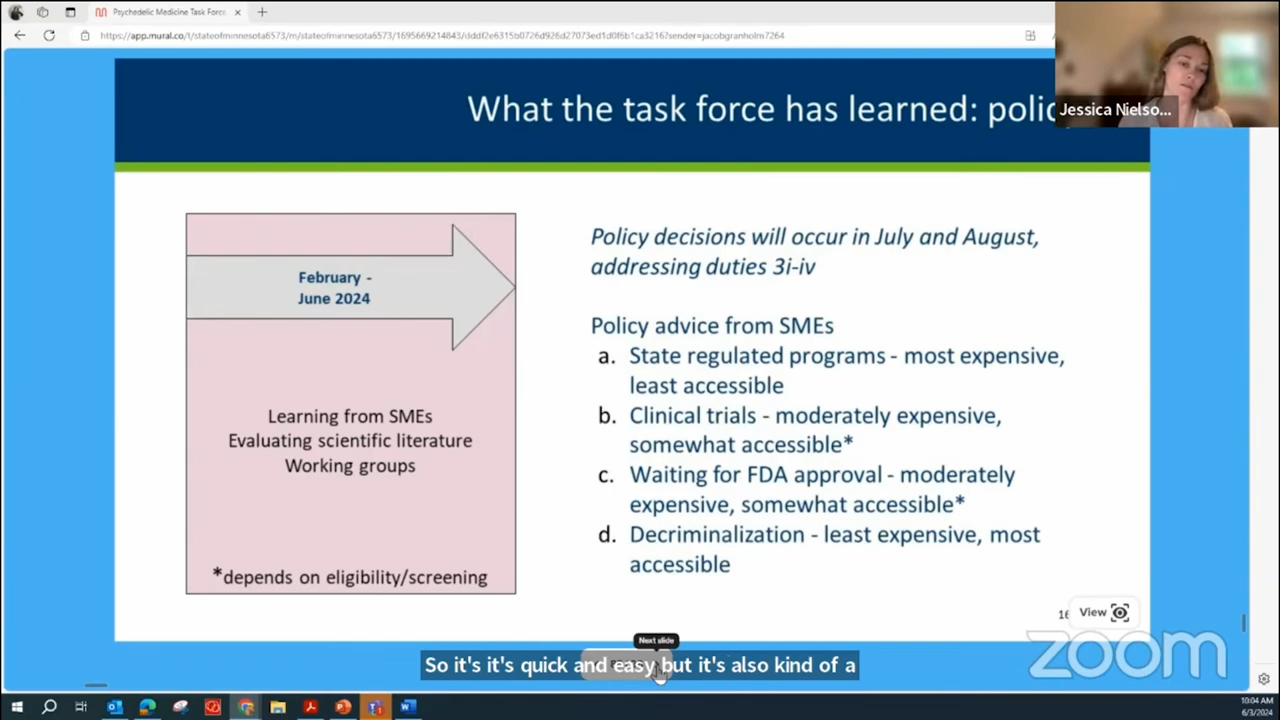 Psychedelic Medicine Task Force
https://app.mural.co/t/stateofminnesota6573/m/stateofminnesota6573/1695669214843/dddf2e6315b0726d926d27073ed1d0f6b1ca3216?sender=jacobgranholm7264
What the task force has learned: polic
Jessica Nielso...
February -
June 2024
Learning from SMEs
Evaluating scientific literature
Working groups
*depends on eligibility/screening
Policy decisions will occur in July and August,
addressing duties 3i-iv
Policy advice from SMEs
a. State regulated programs - most expensive,
least accessible
b. Clinical trials - moderately expensive,
somewhat accessible*
c. Waiting for FDA approval - moderately
expensive, somewhat accessible*
d. Decriminalization - least expensive, most
accessible
16
View
Next slide
So it's it's quick and easy but it's also kind of a
zoom
10:04 AM
6/3/2024